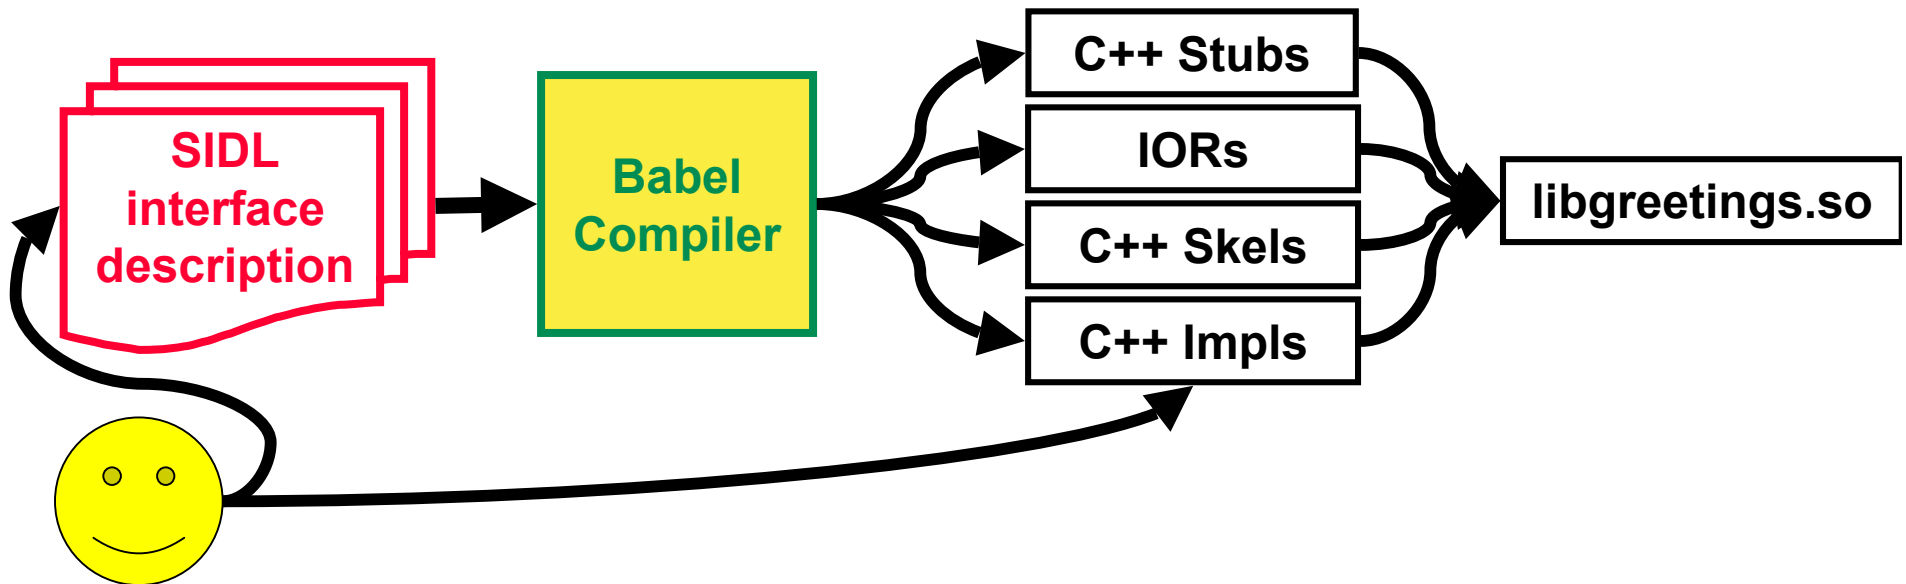 SIDL
interface
description
Babel
Compiler
C++ Stubs
IORs
C++ Skels
C++ Impls
libgreetings.so